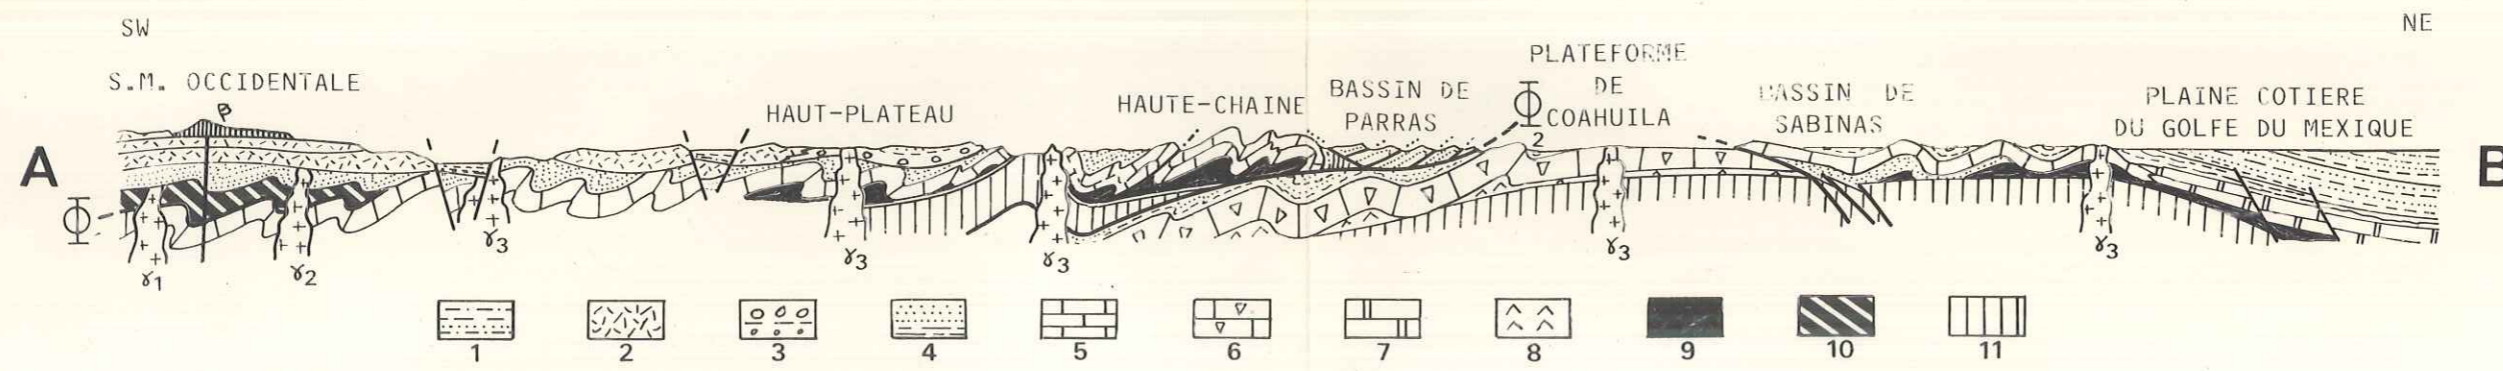 SW
NE
S.M. OCCIDENTALE
β
HAUT-PLATEAU
HAUTE-CHAINE
BASSIN DE
PARRAS
Φ2
PLATEFORME
DE
COAHUILA
BASSIN DE
SABINAS
PLAINE COTIERE
DU GOLFE DU MEXIQUE
A
B
Φ
γ1
γ2
γ3
γ3
γ3
γ3
γ3
1
2
3
4
5
6
7
8
9
10
11